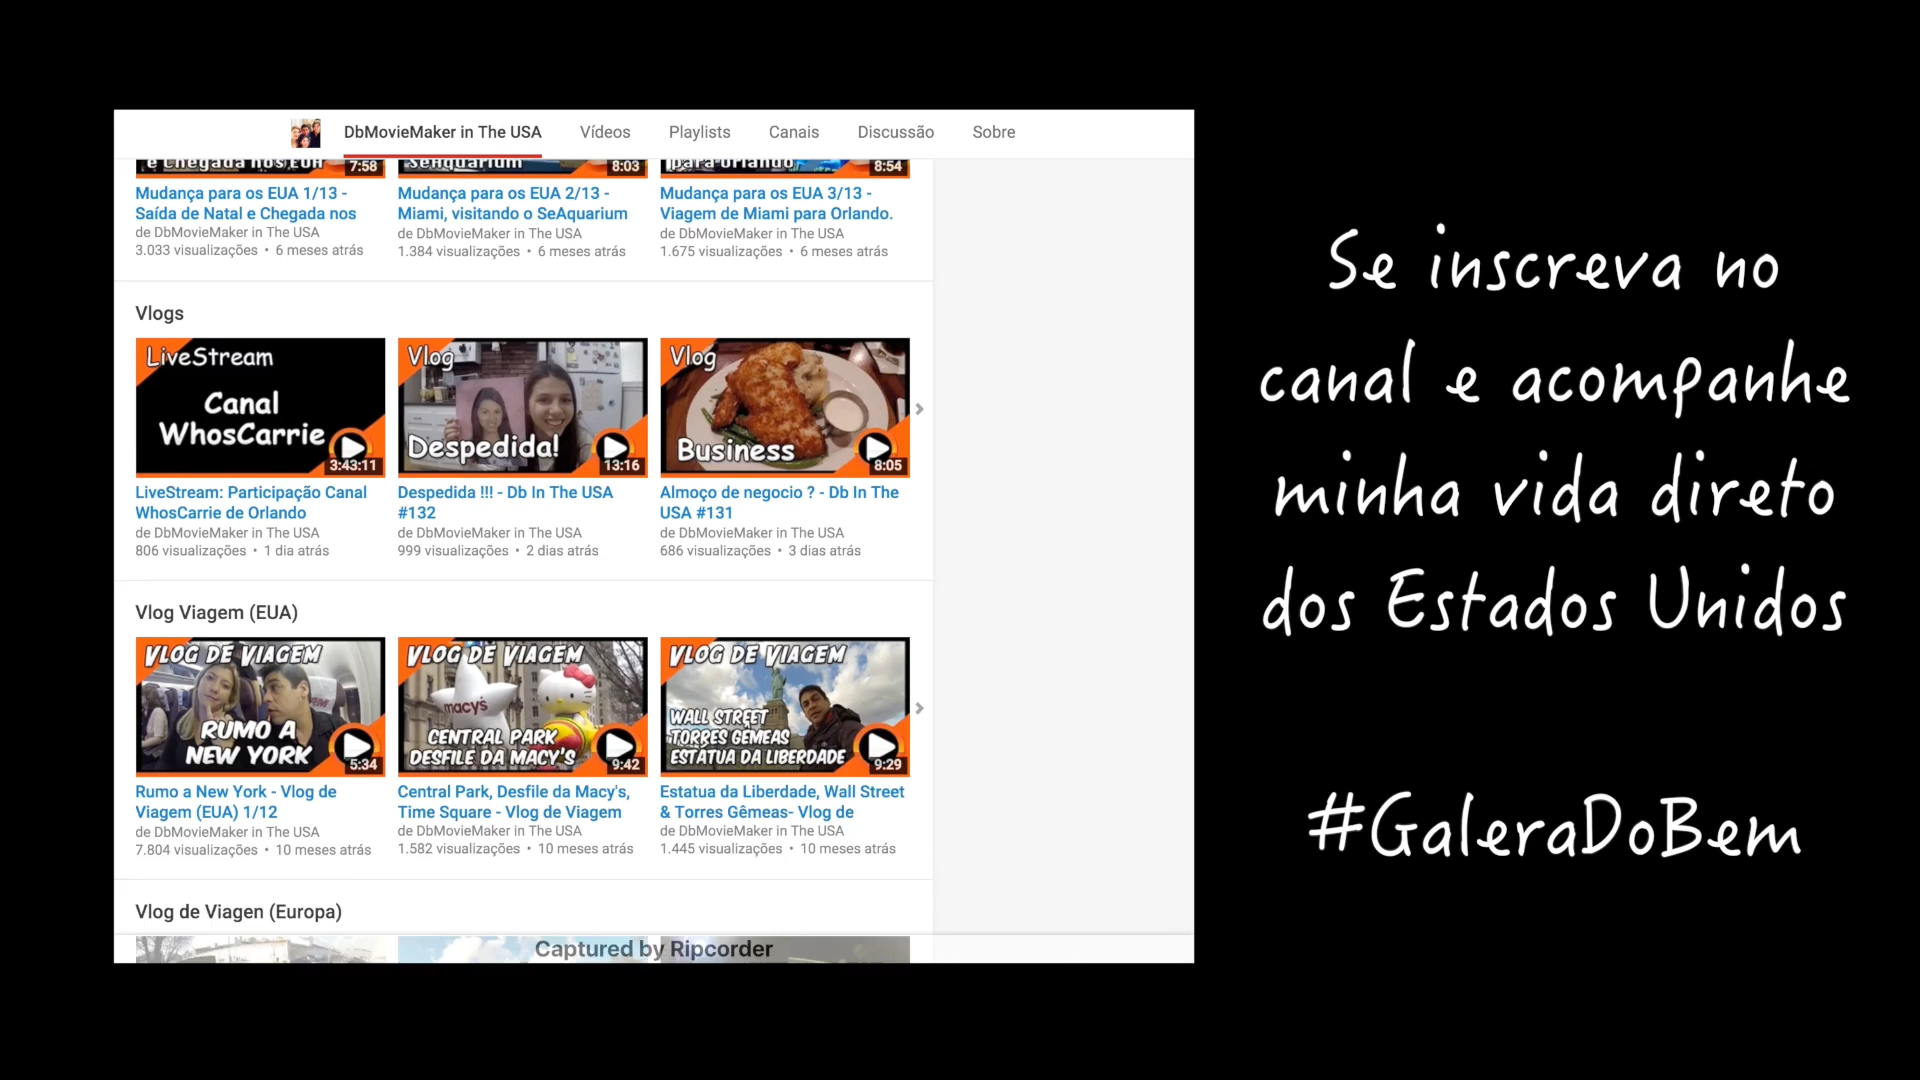 DbMovieMaker in The USA Vídeos Playlists Canais Discussão Sobre
e Chegada nos EUA 7:58
SeAquarium 8:03
para Orlando 8:54
Mudança para os EUA 1/13 -
Saída de Natal e Chegada nos
de DbMovieMaker in The USA
3.033 visualizações • 6 meses atrás
Mudança para os EUA 2/13 -
Miami, visitando o SeAquarium
de DbMovieMaker in The USA
1.384 visualizações • 6 meses atrás
Mudança para os EUA 3/13 -
Viagem de Miami para Orlando.
de DbMovieMaker in The USA
1.675 visualizações • 6 meses atrás
Vlogs
LiveStream
Canal
WhosCarrie
3:43:11
LiveStream: Participação Canal
WhosCarrie de Orlando
de DbMovieMaker in The USA
806 visualizações • 1 dia atrás
Vlog
Despedida!
13:16
Despedida !!! - Db In The USA
#132
de DbMovieMaker in The USA
999 visualizações • 2 dias atrás
Vlog
Business
8:05
Almoço de negocio ? - Db In The
USA #131
de DbMovieMaker in The USA
686 visualizações • 3 dias atrás
Vlog Viagem (EUA)
VLOG DE VIAGEM
RUMO A
NEW YORK
5:34
Rumo a New York - Vlog de
Viagem (EUA) 1/12
de DbMovieMaker in The USA
7.804 visualizações • 10 meses atrás
VLOG DE VIAGEM
macy's
CENTRAL PARK
DESFILE DA MACY'S
9:42
Central Park, Desfile da Macy's,
Time Square - Vlog de Viagem
de DbMovieMaker in The USA
1.582 visualizações • 10 meses atrás
VLOG DE VIAGEM
WALL STREET
TORRES GÊMEAS
ESTÁTUA DA LIBERDADE
9:29
Estatua da Liberdade, Wall Street
& Torres Gêmeas- Vlog de
de DbMovieMaker in The USA
1.445 visualizações • 10 meses atrás
Vlog de Viagen (Europa)
Captured by Ripcorder
Se inscreva no
canal e acompanhe
minha vida direto
dos Estados Unidos
#GaleraDoBem